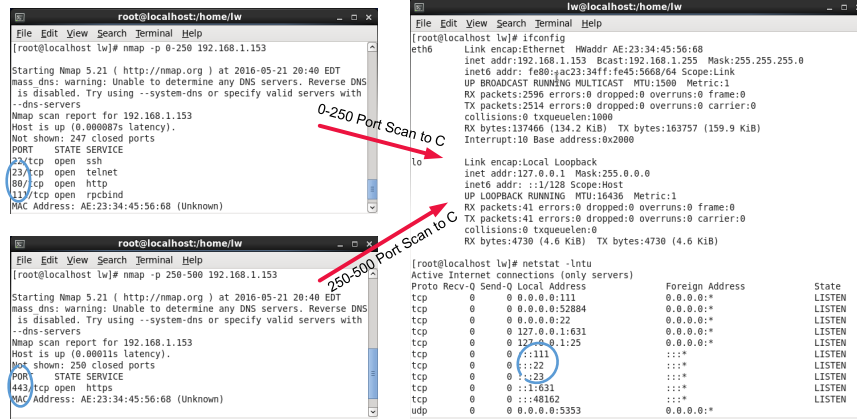 root@localhost:/home/lw
File Edit View Search Terminal Help
[root@localhost lw]# nmap -p 0-250 192.168.1.153
Starting Nmap 5.21 ( http://nmap.org ) at 2016-05-21 20:40 EDT
mass_dns: warning: Unable to determine any DNS servers. Reverse DNS
is disabled. Try using --system-dns or specify valid servers with
--dns-servers
Nmap scan report for 192.168.1.153
Host is up (0.000087s latency).
Not shown: 247 closed ports
PORT STATE SERVICE
22/tcp open ssh
23/tcp open telnet
80/tcp open http
111/tcp open rpcbind
MAC Address: AE:23:34:45:56:68 (Unknown)
root@localhost:/home/lw
File Edit View Search Terminal Help
[root@localhost lw]# nmap -p 250-500 192.168.1.153
Starting Nmap 5.21 ( http://nmap.org ) at 2016-05-21 20:40 EDT
mass_dns: warning: Unable to determine any DNS servers. Reverse DNS
is disabled. Try using --system-dns or specify valid servers with
--dns-servers
Nmap scan report for 192.168.1.153
Host is up (0.00011s latency).
Not shown: 250 closed ports
PORT STATE SERVICE
443/tcp open https
MAC Address: AE:23:34:45:56:68 (Unknown)
0-250 Port Scan to C
250-500 Port Scan to C
lw@localhost:/home/lw
File Edit View Search Terminal Help
[root@localhost lw]# ifconfig
eth6 Link encap:Ethernet HWaddr AE:23:34:45:56:68
inet addr:192.168.1.153 Bcast:192.168.1.255 Mask:255.255.255.0
inet6 addr: fe80::ac23:34ff:fe45:5668/64 Scope:Link
UP BROADCAST RUNNING MULTICAST MTU:1500 Metric:1
RX packets:2596 errors:0 dropped:0 overruns:0 frame:0
TX packets:2514 errors:0 dropped:0 overruns:0 carrier:0
collisions:0 txqueuelen:1000
RX bytes:137466 (134.2 KiB) TX bytes:163757 (159.9 KiB)
Interrupt:10 Base address:0x2000
lo Link encap:Local Loopback
inet addr:127.0.0.1 Mask:255.0.0.0
inet6 addr: ::1/128 Scope:Host
UP LOOPBACK RUNNING MTU:16436 Metric:1
RX packets:41 errors:0 dropped:0 overruns:0 frame:0
TX packets:41 errors:0 dropped:0 overruns:0 carrier:0
collisions:0 txqueuelen:0
RX bytes:4730 (4.6 KiB) TX bytes:4730 (4.6 KiB)
[root@localhost lw]# netstat -lntu
Active Internet connections (only servers)
Proto Recv-Q Send-Q Local Address Foreign Address State
tcp 0 0 0.0.0.0:111 0.0.0.0:* LISTEN
tcp 0 0 0.0.0.0:52884 0.0.0.0:* LISTEN
tcp 0 0 0.0.0.0:22 0.0.0.0:* LISTEN
tcp 0 0 127.0.0.1:631 0.0.0.0:* LISTEN
tcp 0 0 127.0.0.1:25 0.0.0.0:* LISTEN
tcp 0 0 :::111 :::* LISTEN
tcp 0 0 :::22 :::* LISTEN
tcp 0 0 :::23 :::* LISTEN
tcp 0 0 ::1:631 :::* LISTEN
tcp 0 0 :::48162 :::* LISTEN
udp 0 0 0.0.0.0:5353 0.0.0.0:*